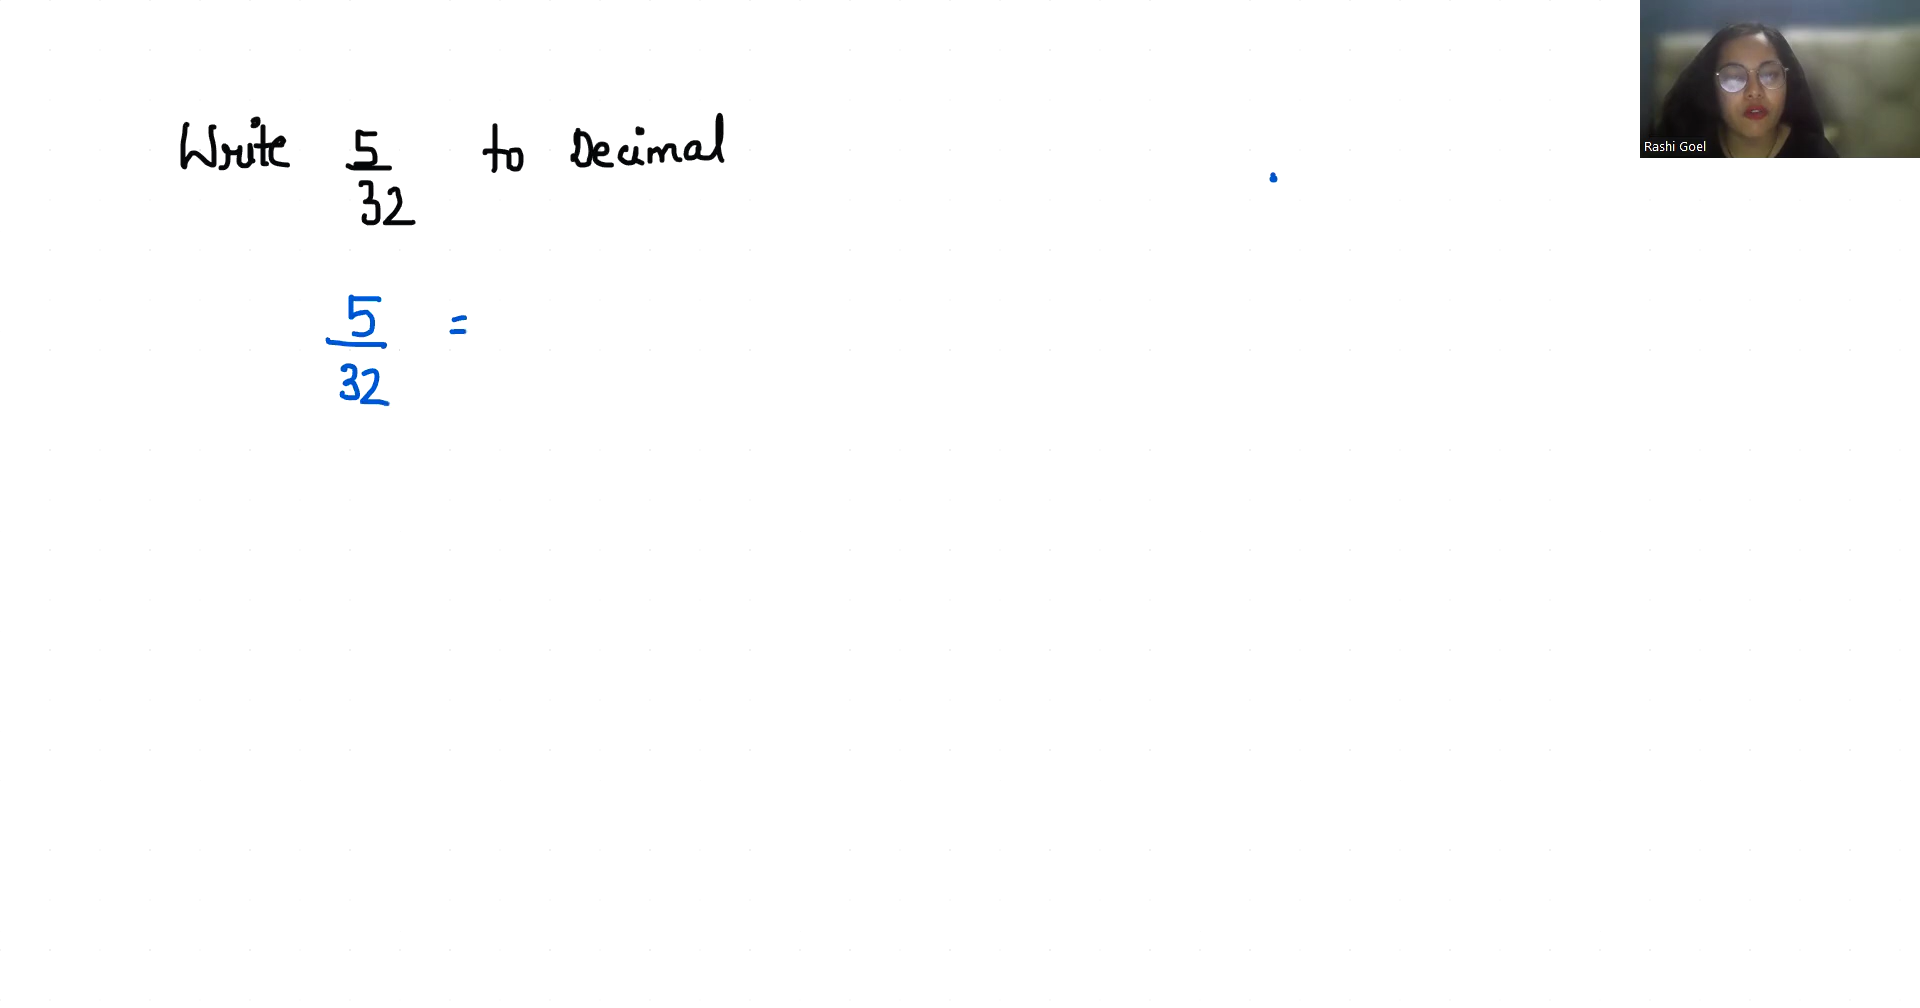 Write 5/32 to Decimal
5/32 =
Rashi Goel